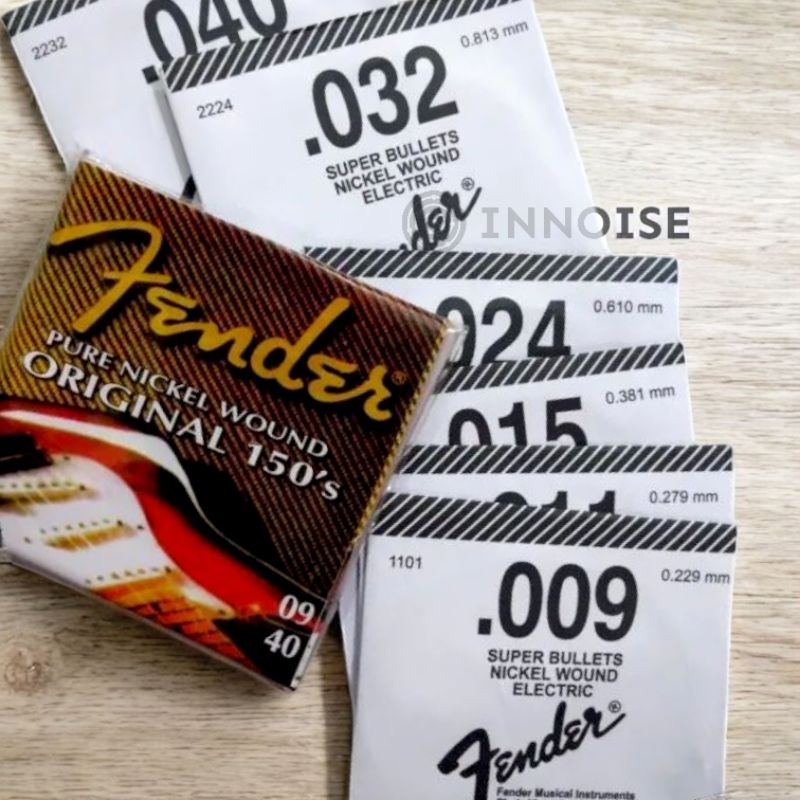 .040
2232
0.813 mm
2224
.032
SUPER BULLETS
NICKEL WOUND
ELECTRIC
INNOISE
Fender®
PURE NICKEL WOUND
ORIGINAL 150's
09
40
024
0.610 mm
015
0.381 mm
011
0.279 mm
1101
0.229 mm
.009
SUPER BULLETS
NICKEL WOUND
ELECTRIC
Fender®
Fender Musical Instruments